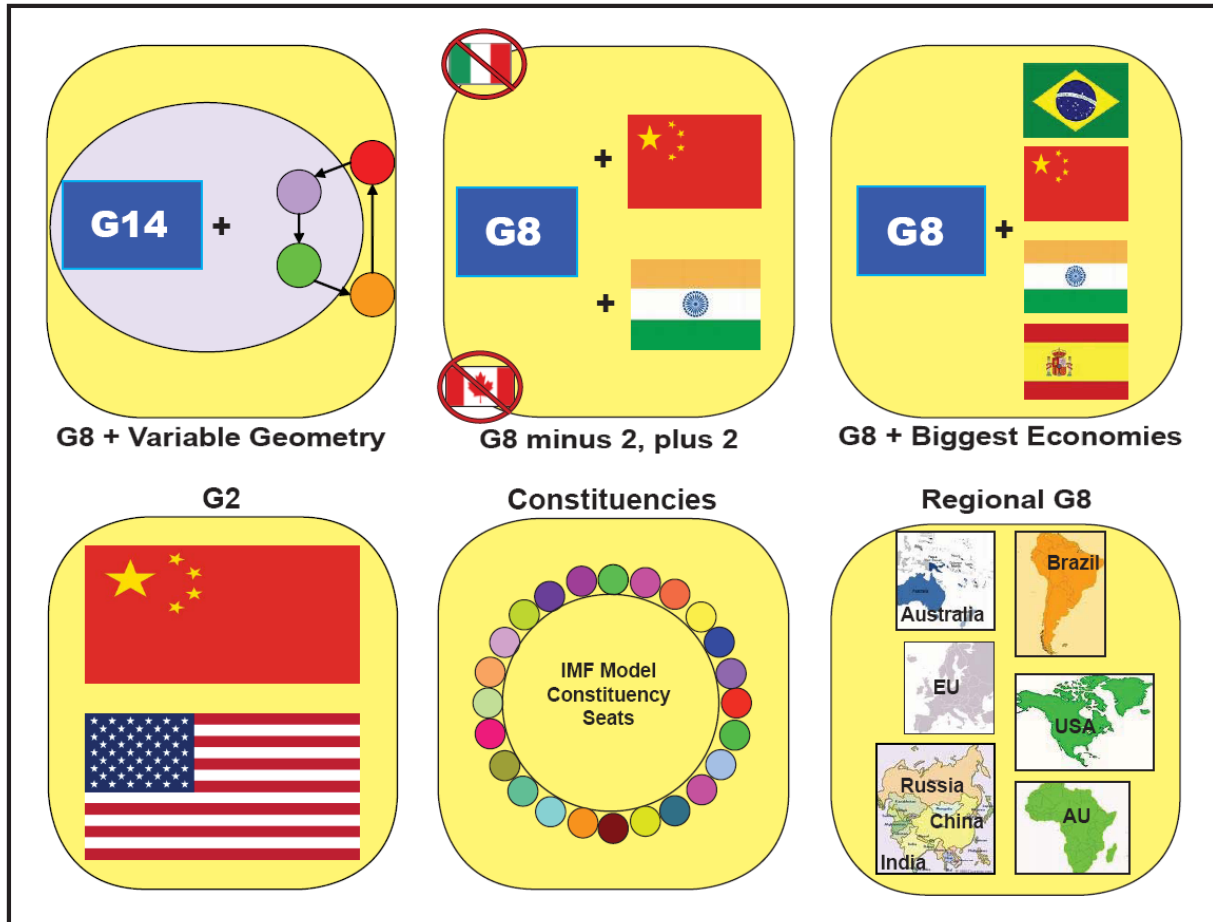 G14
+
G8 + Variable Geometry
G8
+
+
G8 minus 2, plus 2
G8
+
G8 + Biggest Economies
G2
Constituencies
IMF Model
Constituency
Seats
Regional G8
Australia
Brazil
EU
USA
Russia
China
India
AU